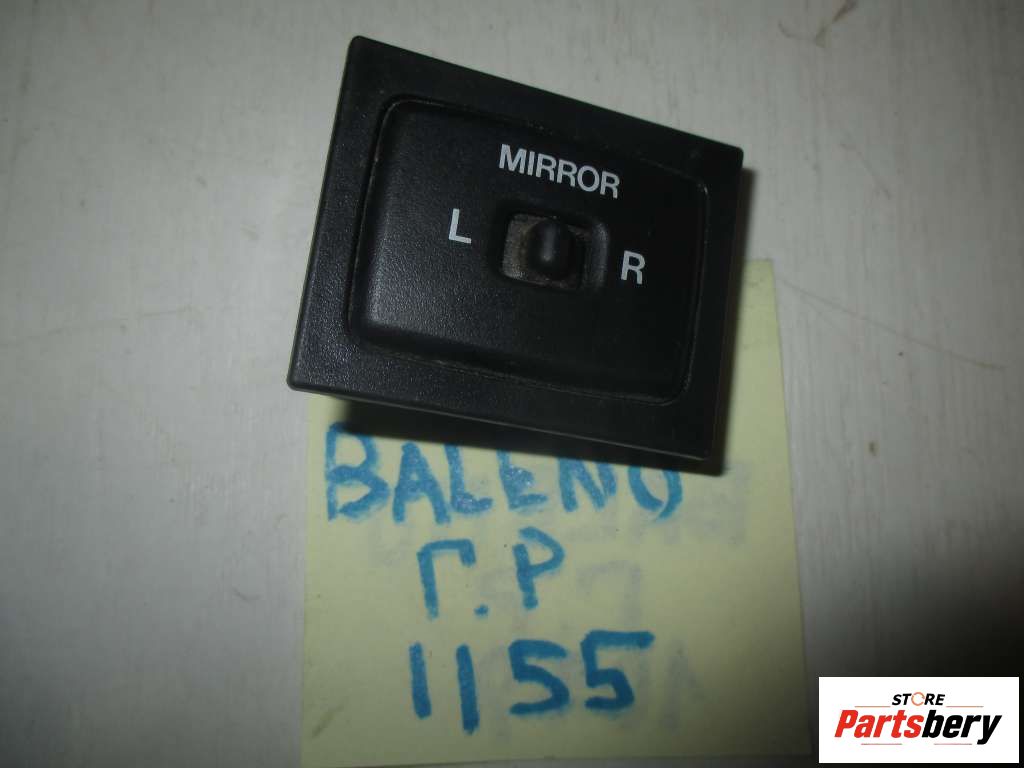 MIRROR
L
R
BALENO
Γ.P
1155
STORE
Partsbery